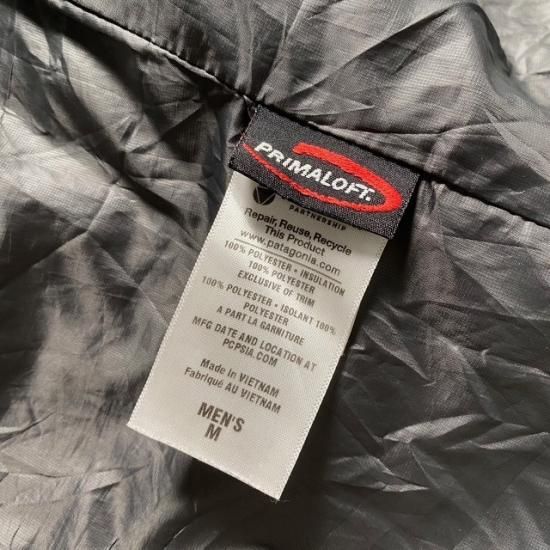 PRIMALOFT.
PARTNERSHIP
Repair, Reuse, Recycle
This Product
www.patagonia.com
100% POLYESTER • INSULATION
100% POLYESTER
EXCLUSIVE OF TRIM
100% POLYESTER • ISOLANT 100%
POLYESTER
A PART LA GARNITURE
MFG DATE AND LOCATION AT
PCPSIA.COM
Made in VIETNAM
Fabriqué AU VIETNAM
MEN'S
M